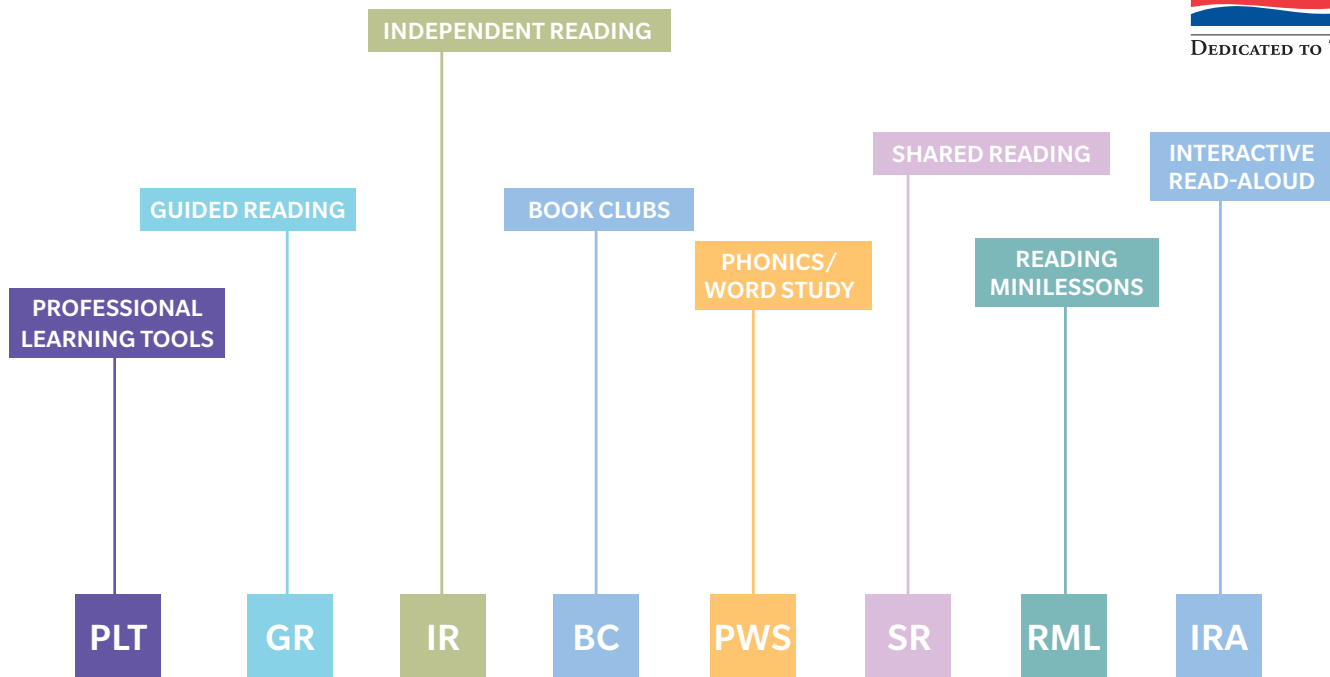 INDEPENDENT READING
DEDICATED TO
SHARED READING
INTERACTIVE
READ-ALOUD
GUIDED READING
BOOK CLUBS
PHONICS/
WORD STUDY
READING
MINILESSONS
PROFESSIONAL
LEARNING TOOLS
PLT
GR
IR
BC
PWS
SR
RML
IRA